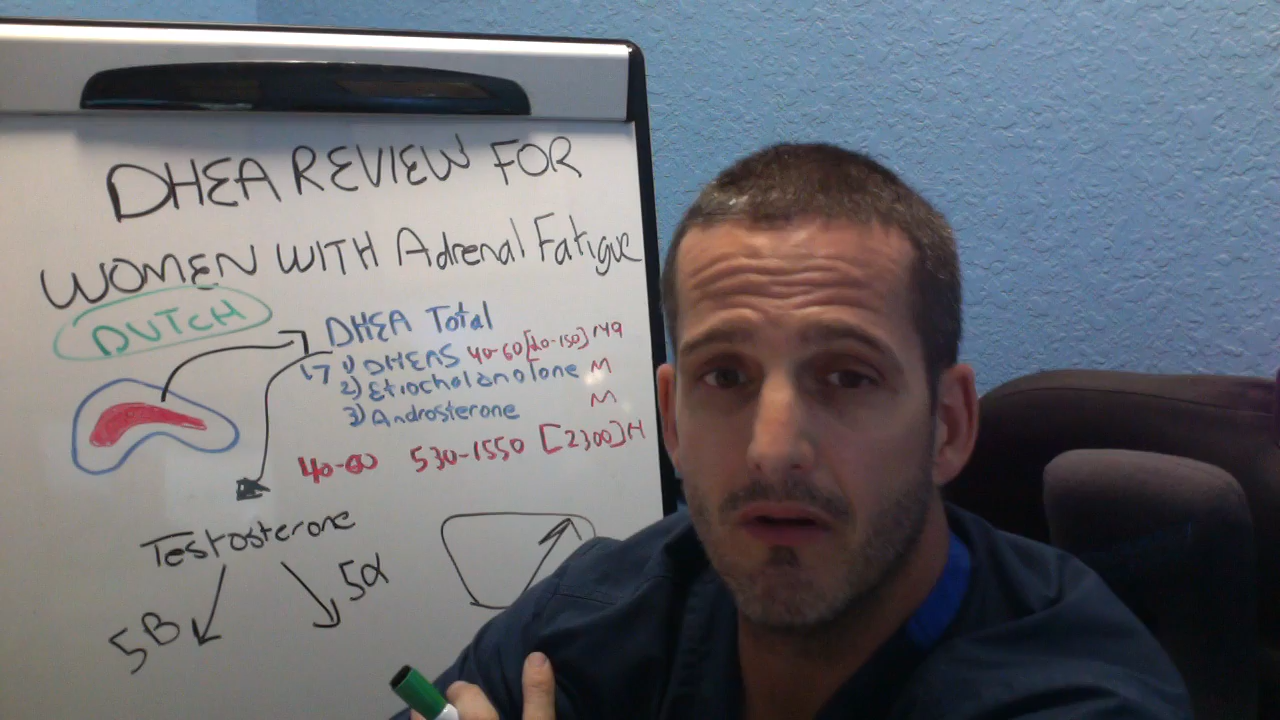 DHEA REVIEW FOR
WOMEN WITH Adrenal Fatigue
DUTCH
DHEA Total
1) DHEAS 40-60 [20-150] 149
2) Etiocholanolone M
3) Androsterone M
40-60 530-1550 [2300] H
Testosterone
5B 5α